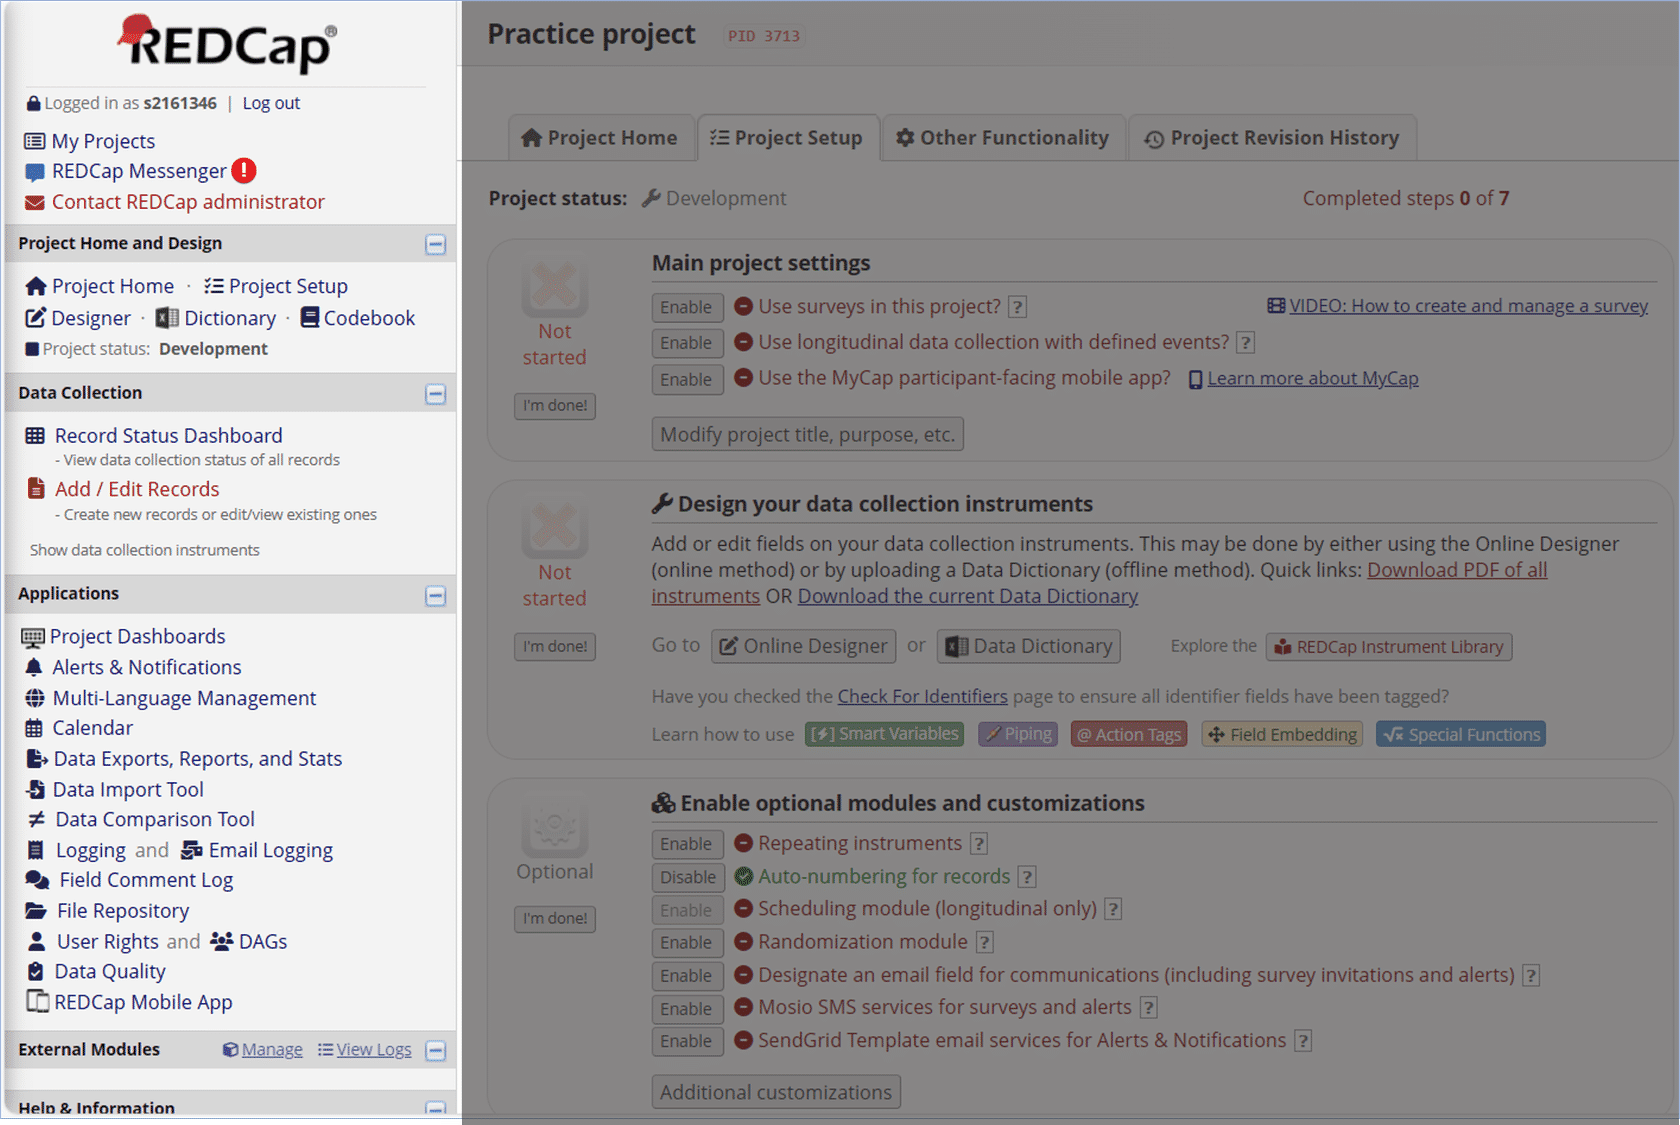 REDCap®
Logged in as s2161346 | Log out
My Projects
REDCap Messenger !
Contact REDCap administrator
Project Home and Design
Project Home · Project Setup
Designer · Dictionary · Codebook
Project status: Development
Data Collection
Record Status Dashboard
- View data collection status of all records
Add / Edit Records
- Create new records or edit/view existing ones
Show data collection instruments
Applications
Project Dashboards
Alerts & Notifications
Multi-Language Management
Calendar
Data Exports, Reports, and Stats
Data Import Tool
Data Comparison Tool
Logging and Email Logging
Field Comment Log
File Repository
User Rights and DAGs
Data Quality
REDCap Mobile App
External Modules Manage View Logs
Help & Information
Practice project PID 3713
Project Home Project Setup Other Functionality Project Revision History
Project status: Development Completed steps 0 of 7
Not started
I'm done!
Main project settings
Enable Use surveys in this project? ? VIDEO: How to create and manage a survey
Enable Use longitudinal data collection with defined events? ?
Enable Use the MyCap participant-facing mobile app? Learn more about MyCap
Modify project title, purpose, etc.
Not started
I'm done!
Design your data collection instruments
Add or edit fields on your data collection instruments. This may be done by either using the Online Designer
(online method) or by uploading a Data Dictionary (offline method). Quick links: Download PDF of all
instruments OR Download the current Data Dictionary
Go to Online Designer or Data Dictionary Explore the REDCap Instrument Library
Have you checked the Check For Identifiers page to ensure all identifier fields have been tagged?
Learn how to use [⚡] Smart Variables Piping @ Action Tags Field Embedding √x Special Functions
Optional
I'm done!
Enable optional modules and customizations
Enable Repeating instruments ?
Disable Auto-numbering for records ?
Enable Scheduling module (longitudinal only) ?
Enable Randomization module ?
Enable Designate an email field for communications (including survey invitations and alerts) ?
Enable Mosio SMS services for surveys and alerts ?
Enable SendGrid Template email services for Alerts & Notifications ?
Additional customizations